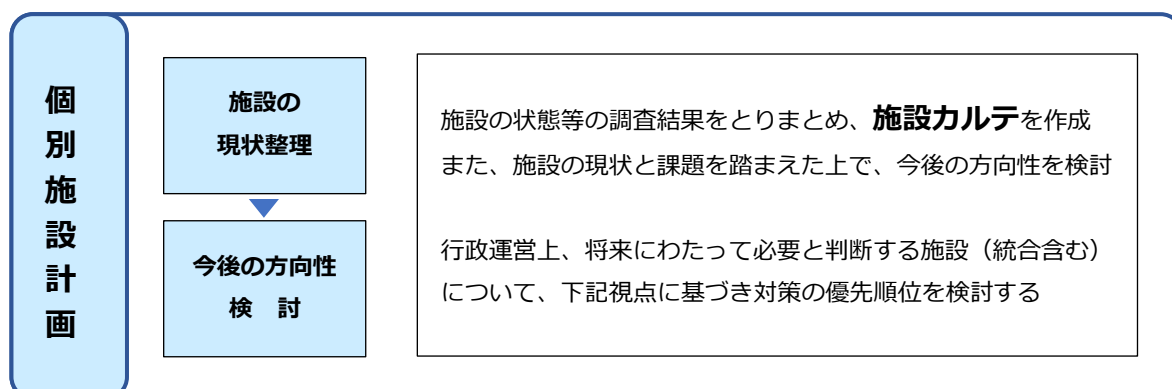 個別施設計画
施設の
現状整理
今後の方向性
検　討
施設の状態等の調査結果をとりまとめ、施設カルテを作成
また、施設の現状と課題を踏まえた上で、今後の方向性を検討
行政運営上、将来にわたって必要と判断する施設（統合含む）
について、下記視点に基づき対策の優先順位を検討する